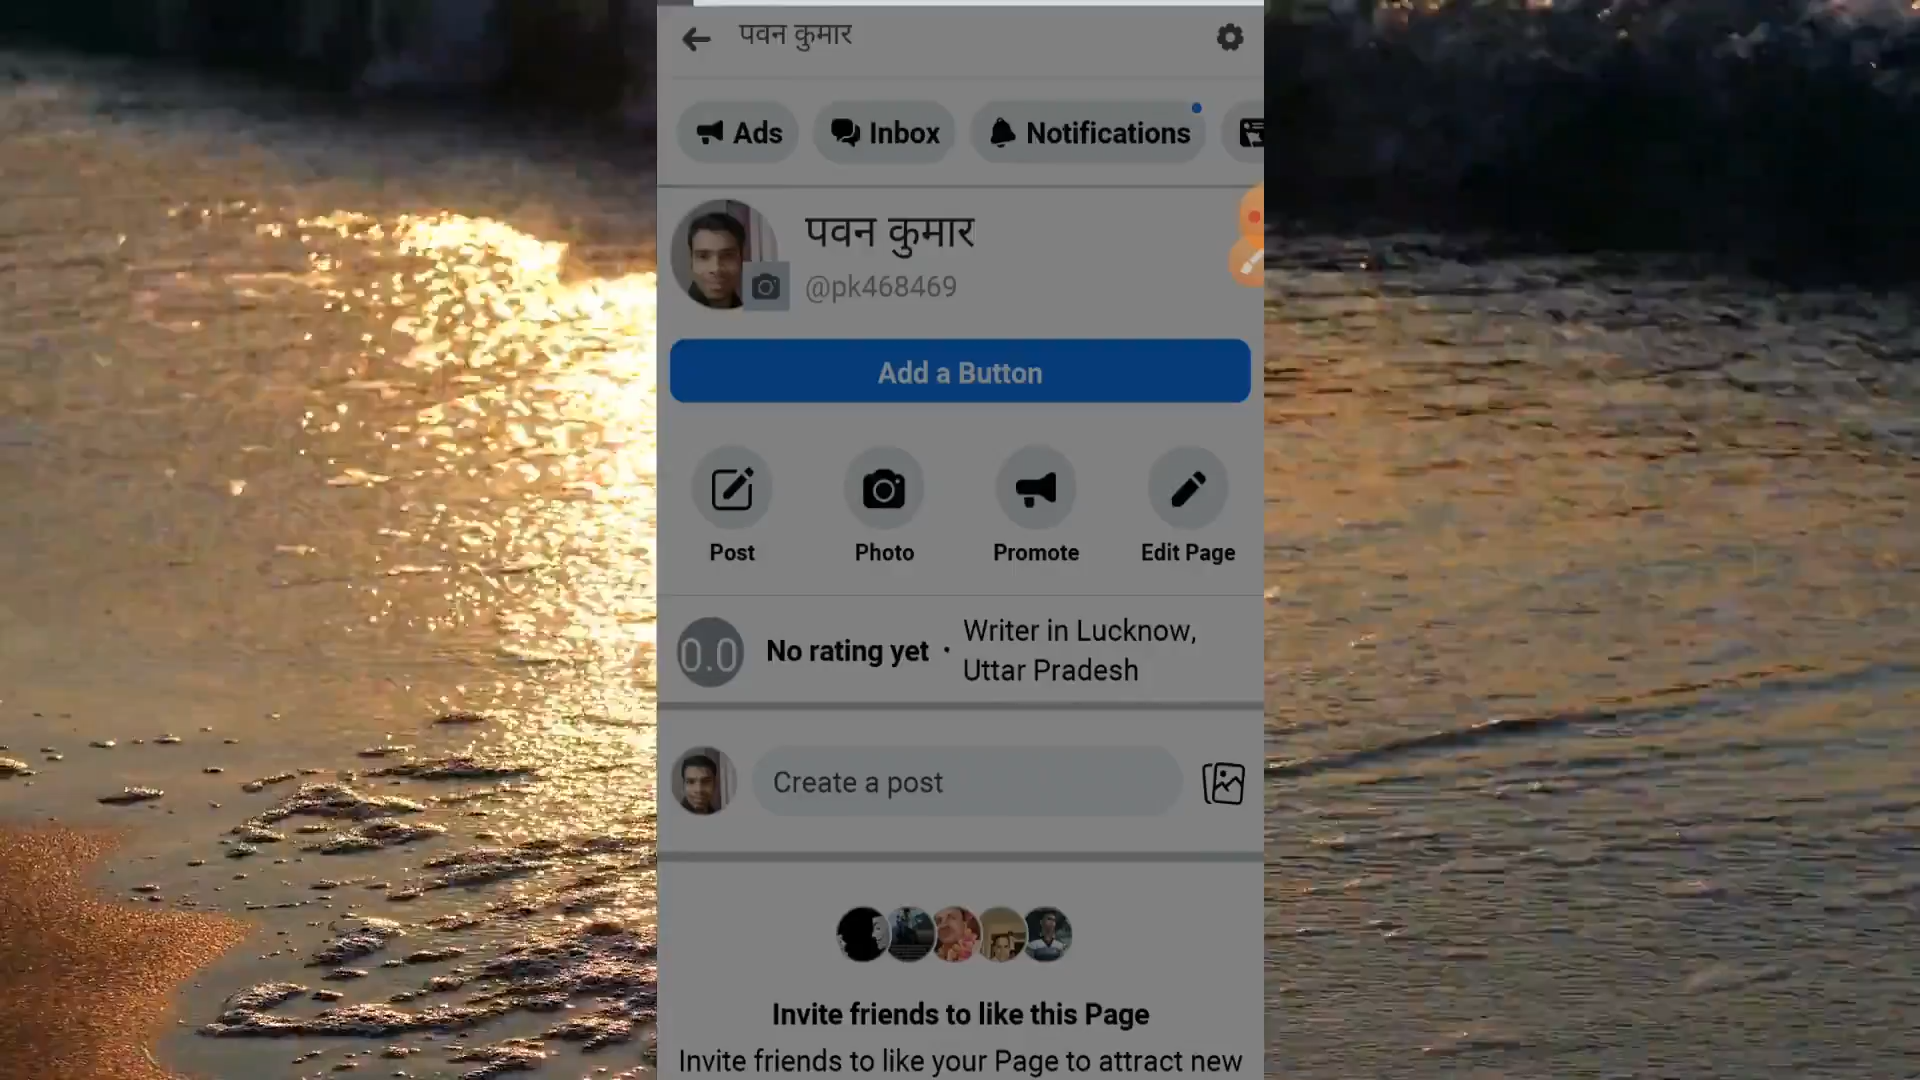 पवन कुमार
Ads Inbox Notifications
पवन कुमार
@pk468469
Add a Button
Post Photo Promote Edit Page
0.0 No rating yet · Writer in Lucknow,
Uttar Pradesh
Create a post
Invite friends to like this Page
Invite friends to like your Page to attract new